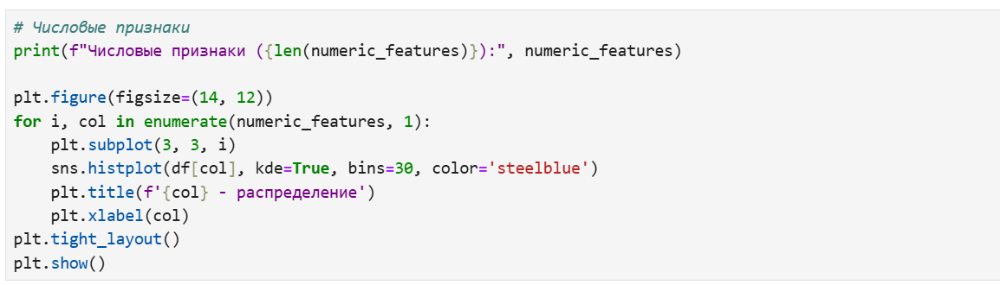 # Числовые признаки
print(f"Числовые признаки ({len(numeric_features)}):", numeric_features)

plt.figure(figsize=(14, 12))
for i, col in enumerate(numeric_features, 1):
    plt.subplot(3, 3, i)
    sns.histplot(df[col], kde=True, bins=30, color='steelblue')
    plt.title(f'{col} - распределение')
    plt.xlabel(col)
plt.tight_layout()
plt.show()